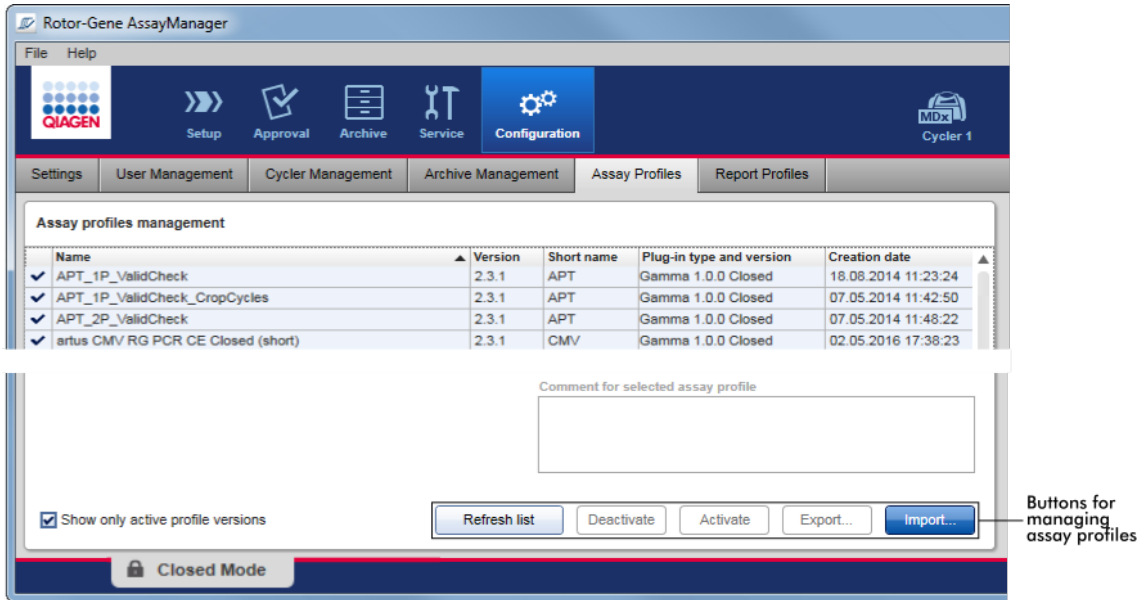 Rotor-Gene AssayManager
File Help
QIAGEN
Setup Approval Archive Service Configuration
MDx
Cycler 1
Settings User Management Cycler Management Archive Management Assay Profiles Report Profiles
Assay profiles management
Name Version Short name Plug-in type and version Creation date
APT_1P_ValidCheck 2.3.1 APT Gamma 1.0.0 Closed 18.08.2014 11:23:24
APT_1P_ValidCheck_CropCycles 2.3.1 APT Gamma 1.0.0 Closed 07.05.2014 11:42:50
APT_2P_ValidCheck 2.3.1 APT Gamma 1.0.0 Closed 07.05.2014 11:48:22
artus CMV RG PCR CE Closed (short) 2.3.1 CMV Gamma 1.0.0 Closed 02.05.2016 17:38:23
Comment for selected assay profile
Show only active profile versions Refresh list Deactivate Activate Export... Import...
Buttons for
managing
assay profiles
Closed Mode